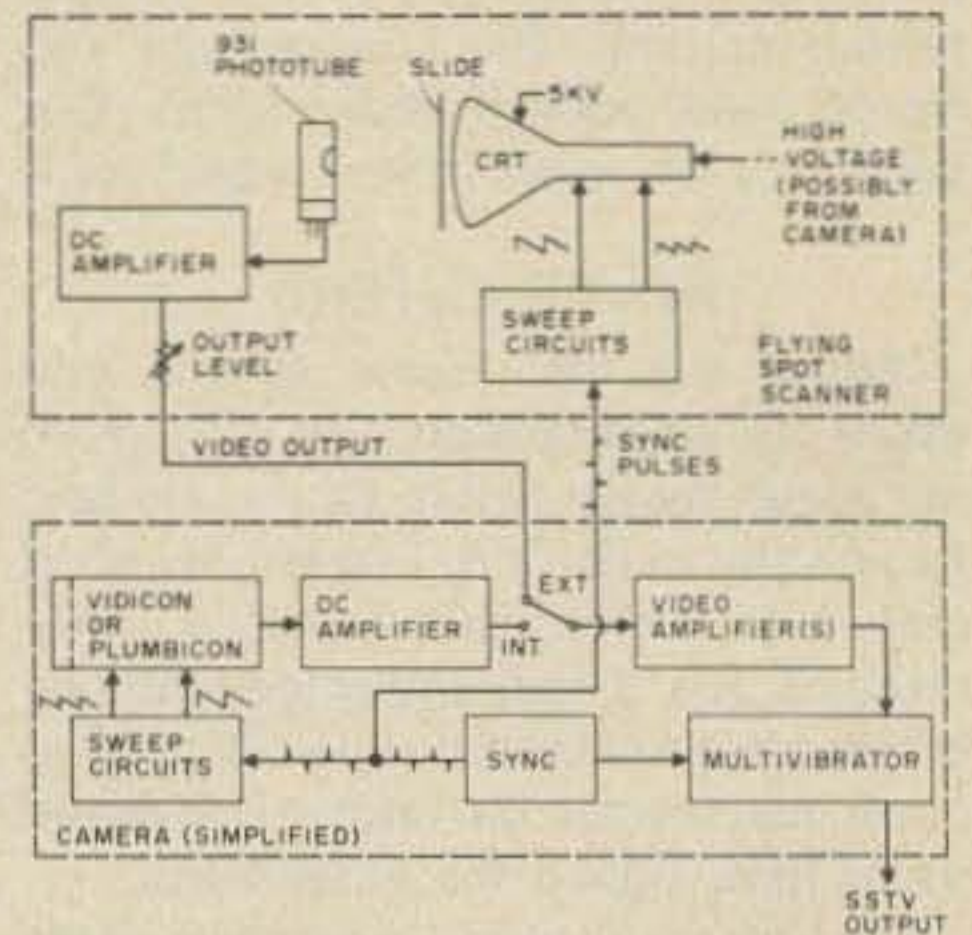 931
PHOTOTUBE
SLIDE
5KV
CRT
HIGH
VOLTAGE
(POSSIBLY
FROM
CAMERA)
DC
AMPLIFIER
OUTPUT
LEVEL
SWEEP
CIRCUITS
FLYING
SPOT
SCANNER
VIDEO OUTPUT
SYNC
PULSES
VIDICON
OR
PLUMBICON
DC
AMPLIFIER
EXT
INT
VIDEO
AMPLIFIER(S)
SWEEP
CIRCUITS
SYNC
MULTIVIBRATOR
CAMERA (SIMPLIFIED)
SSTV
OUTPUT